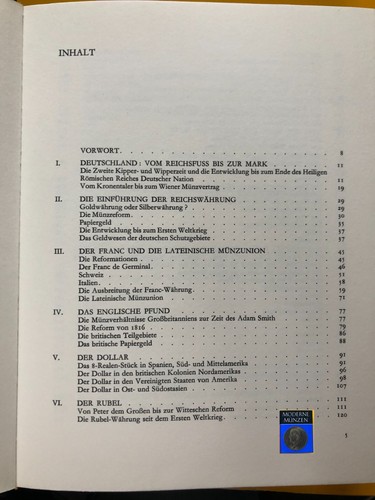 INHALT
VORWORT . . . . . . . . . . . . . . . . . . . . 8
I. DEUTSCHLAND: VOM REICHSFUSS BIS ZUR MARK . . . . . . . 11
Die Zweite Kipper- und Wipperzeit und die Entwicklung bis zum Ende des Heiligen
Römischen Reiches Deutscher Nation . . . . . . . . . . . 11
Vom Kronentaler bis zum Wiener Münzvertrag . . . . . . . . . 19
II. DIE EINFÜHRUNG DER REICHSWÄHRUNG . . . . . . . . . 29
Goldwährung oder Silberwährung? . . . . . . . . . . . . 29
Die Münzreform . . . . . . . . . . . . . . . . . 30
Papiergeld . . . . . . . . . . . . . . . . . . 35
Die Entwicklung bis zum Ersten Weltkrieg . . . . . . . . . . 37
Das Geldwesen der deutschen Schutzgebiete . . . . . . . . . 37
III. DER FRANC UND DIE LATEINISCHE MÜNZUNION . . . . . . . 45
Die Reformationen . . . . . . . . . . . . . . . . 45
Der Franc de Germinal . . . . . . . . . . . . . . . 46
Schweiz . . . . . . . . . . . . . . . . . . . 51
Italien . . . . . . . . . . . . . . . . . . . 58
Die Ausbreitung der Franc-Währung . . . . . . . . . . . 59
Die Lateinische Münzunion . . . . . . . . . . . . . 71
IV. DAS ENGLISCHE PFUND . . . . . . . . . . . . . . 77
Die Münzverhältnisse Großbritanniens zur Zeit des Adam Smith . . . . 77
Die Reform von 1816 . . . . . . . . . . . . . . . 79
Die britischen Teilgebiete . . . . . . . . . . . . . . 86
Das britische Papiergeld . . . . . . . . . . . . . . 88
V. DER DOLLAR . . . . . . . . . . . . . . . . . 91
Das 8-Realen-Stück in Spanien, Süd- und Mittelamerika . . . . . . 91
Der Dollar in den britischen Kolonien Nordamerikas . . . . . . . 96
Der Dollar in den Vereinigten Staaten von Amerika . . . . . . . 98
Der Dollar in Ost- und Südostasien . . . . . . . . . . . 107
VI. DER RUBEL . . . . . . . . . . . . . . . . . 111
Von Peter dem Großen bis zur Witteschen Reform . . . . . . . 111
Die Rubel-Währung seit dem Ersten Weltkrieg . . . . . . . . 120
MODERNE
MÜNZEN